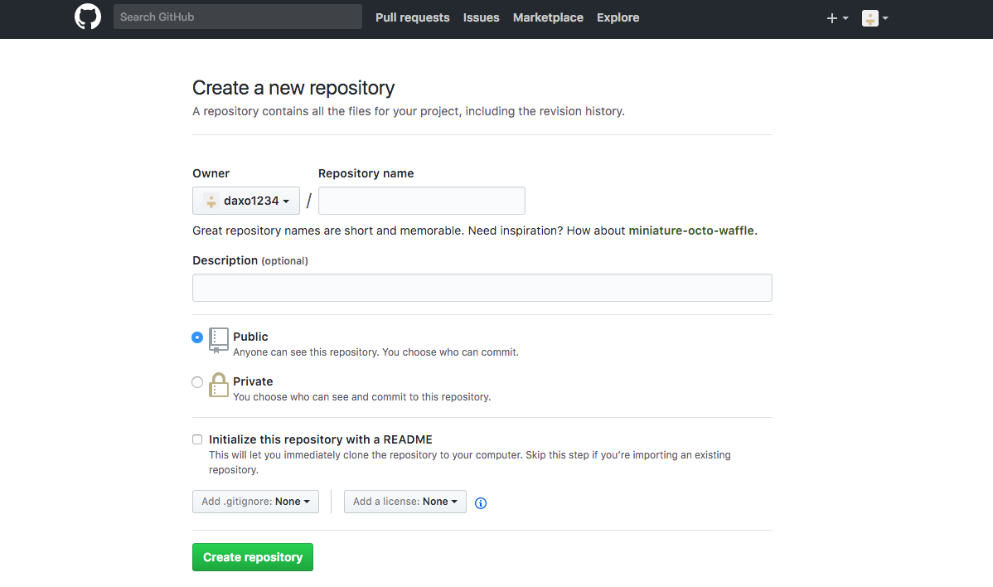 Search GitHub Pull requests Issues Marketplace Explore
Create a new repository
A repository contains all the files for your project, including the revision history.
Owner Repository name
daxo1234 /
Great repository names are short and memorable. Need inspiration? How about miniature-octo-waffle.
Description (optional)
Public
Anyone can see this repository. You choose who can commit.
Private
You choose who can see and commit to this repository.
Initialize this repository with a README
This will let you immediately clone the repository to your computer. Skip this step if you’re importing an existing
repository.
Add .gitignore: None Add a license: None
Create repository